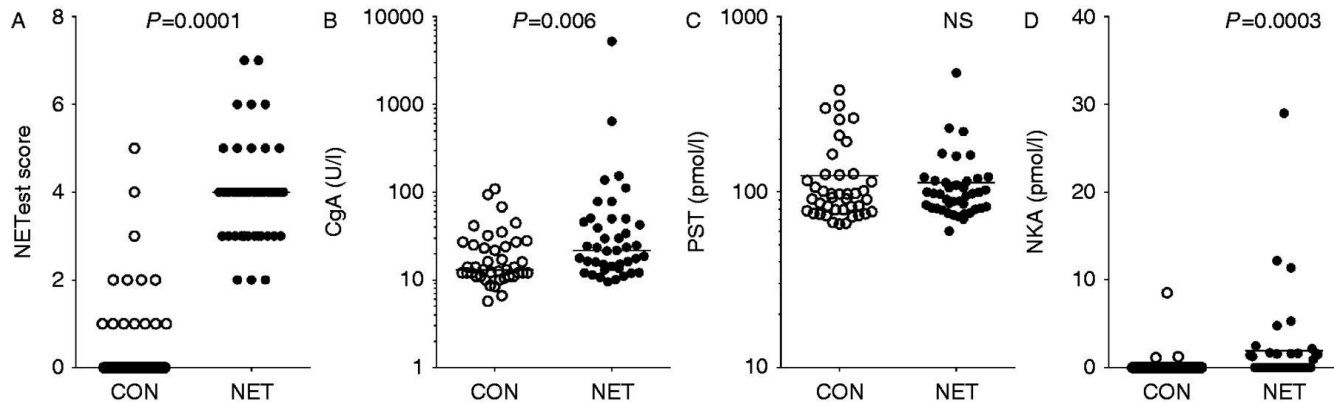 A
P=0.0001
NETest score
8
6
4
2
0
CON
NET
B
P=0.006
CgA (U/l)
10000
1000
100
10
1
CON
NET
C
NS
PST (pmol/l)
1000
100
10
CON
NET
D
P=0.0003
NKA (pmol/l)
40
30
20
10
0
CON
NET